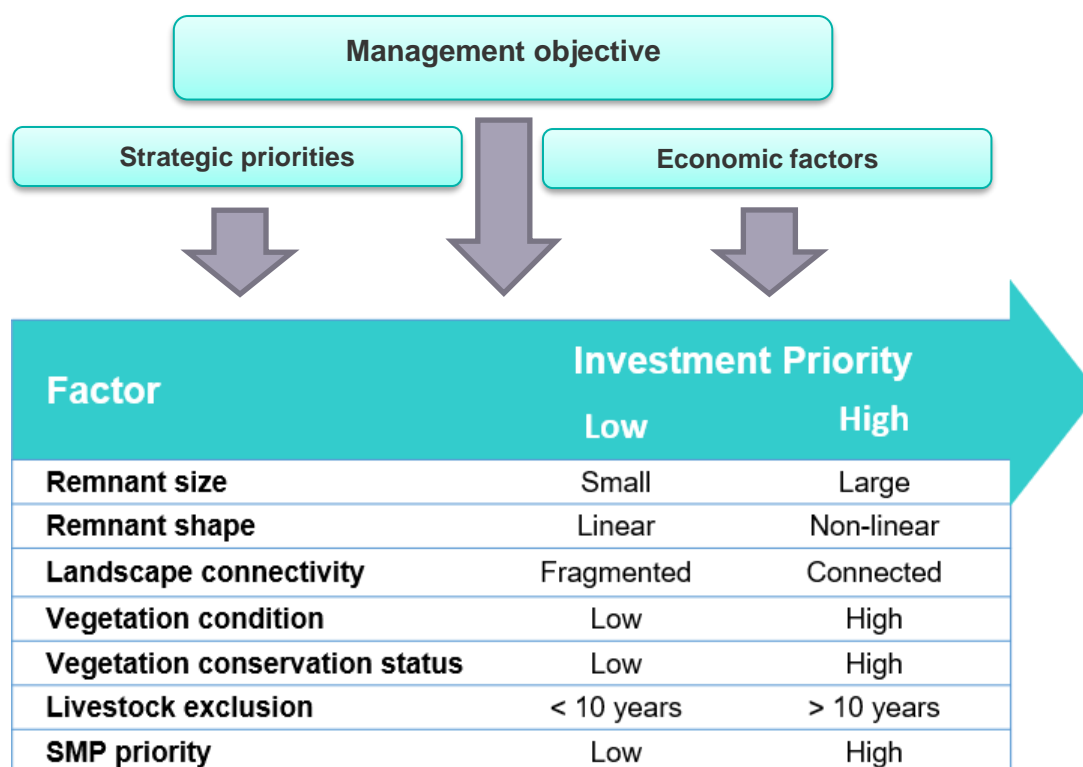 Management objective
Strategic priorities
Economic factors
Factor
Investment Priority
Low
High
Remnant size Small Large
Remnant shape Linear Non-linear
Landscape connectivity Fragmented Connected
Vegetation condition Low High
Vegetation conservation status Low High
Livestock exclusion < 10 years > 10 years
SMP priority Low High